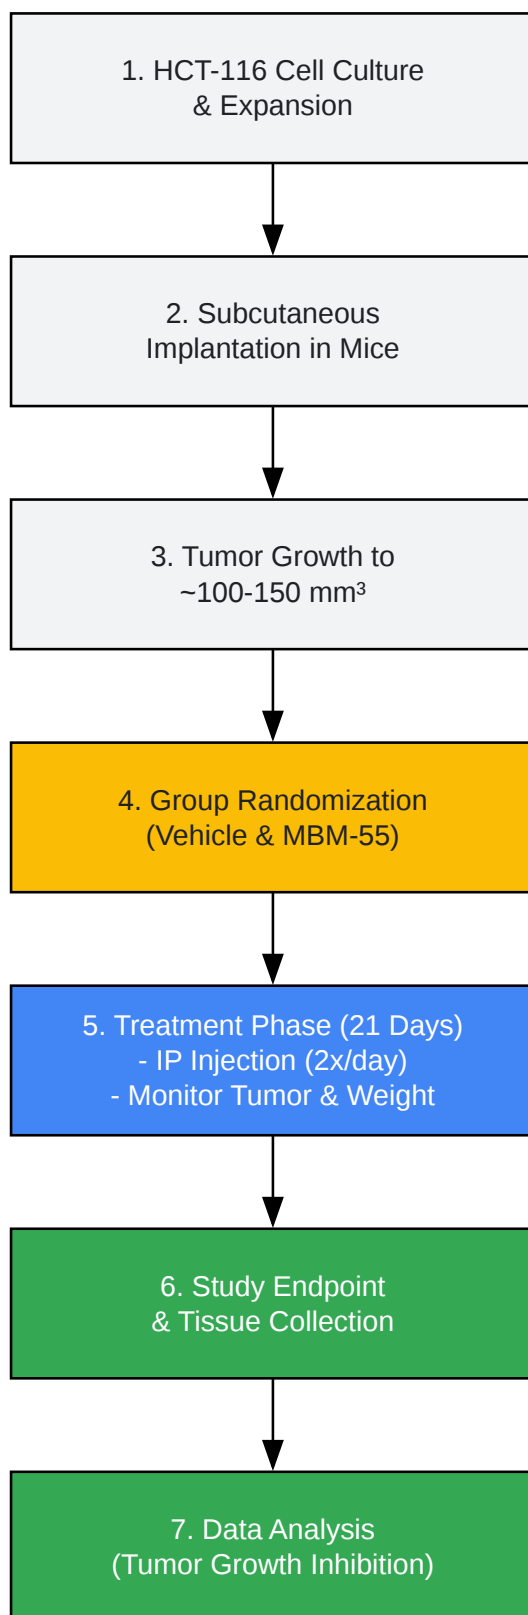 1. HCT-116 Cell Culture
& Expansion
2. Subcutaneous
Implantation in Mice
3. Tumor Growth to
~100-150 mm³
4. Group Randomization
(Vehicle & MBM-55)
5. Treatment Phase (21 Days)
- IP Injection (2x/day)
- Monitor Tumor & Weight
6. Study Endpoint
& Tissue Collection
7. Data Analysis
(Tumor Growth Inhibition)